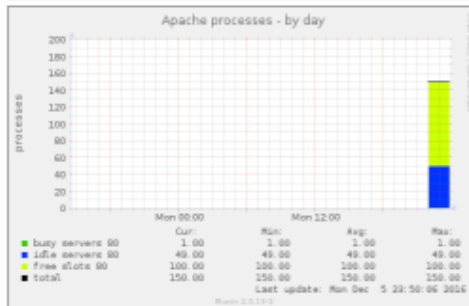 Apache processes - by day
200
180
160
140
120
100
80
60
40
20
0
processes
Mon 00:00 Mon 12:00
Cur: Min: Avg: Max:
busy servers 80 1.00 1.00 1.00 1.00
idle servers 80 49.00 49.00 49.00 49.00
free slots 80 100.00 100.00 100.00 100.00
total 150.00 150.00 150.00 150.00
Last update: Mon Dec 5 23:50:06 2016